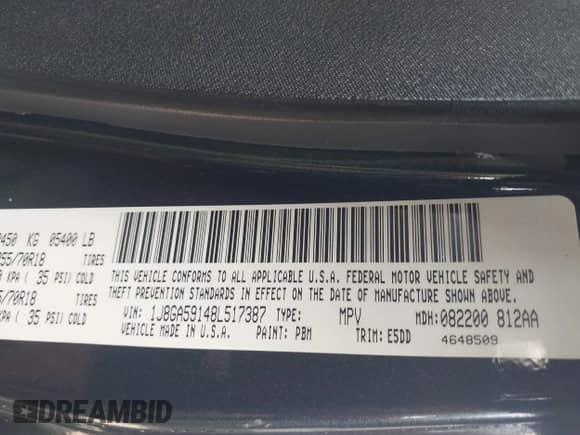 450 KG 05400 LB
255/70R18 TIRES
KPA ( 35 PSI) COLD
/70R18 TIRES
KPA ( 35 PSI) COLD
THIS VEHICLE CONFORMS TO ALL APPLICABLE U.S.A. FEDERAL MOTOR VEHICLE SAFETY AND
THEFT PREVENTION STANDARDS IN EFFECT ON THE DATE OF MANUFACTURE SHOWN ABOVE.
VIN: 1J8GA59148L517387 TYPE: MPV MDH:082200 812AA
VEHICLE MADE IN U.S.A. PAINT: PBM TRIM: E5DD 4648509
DREAMBID